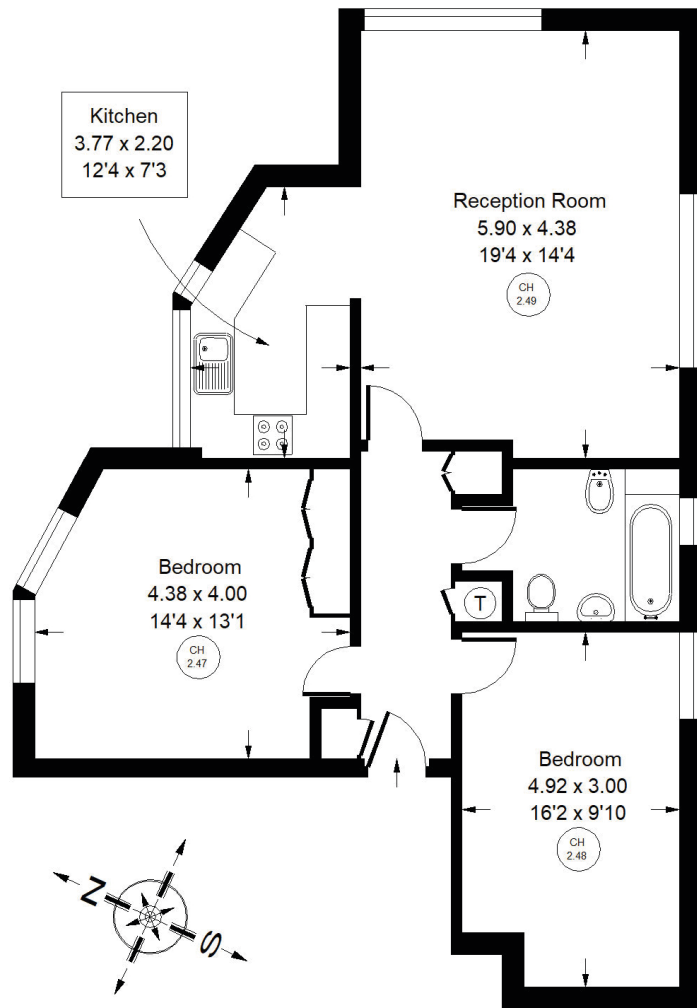 Kitchen
3.77 x 2.20
12'4 x 7'3
Reception Room
5.90 x 4.38
19'4 x 14'4
CH
2.49
Bedroom
4.38 x 4.00
14'4 x 13'1
CH
2.47
T
Bedroom
4.92 x 3.00
16'2 x 9'10
CH
2.48
N
S